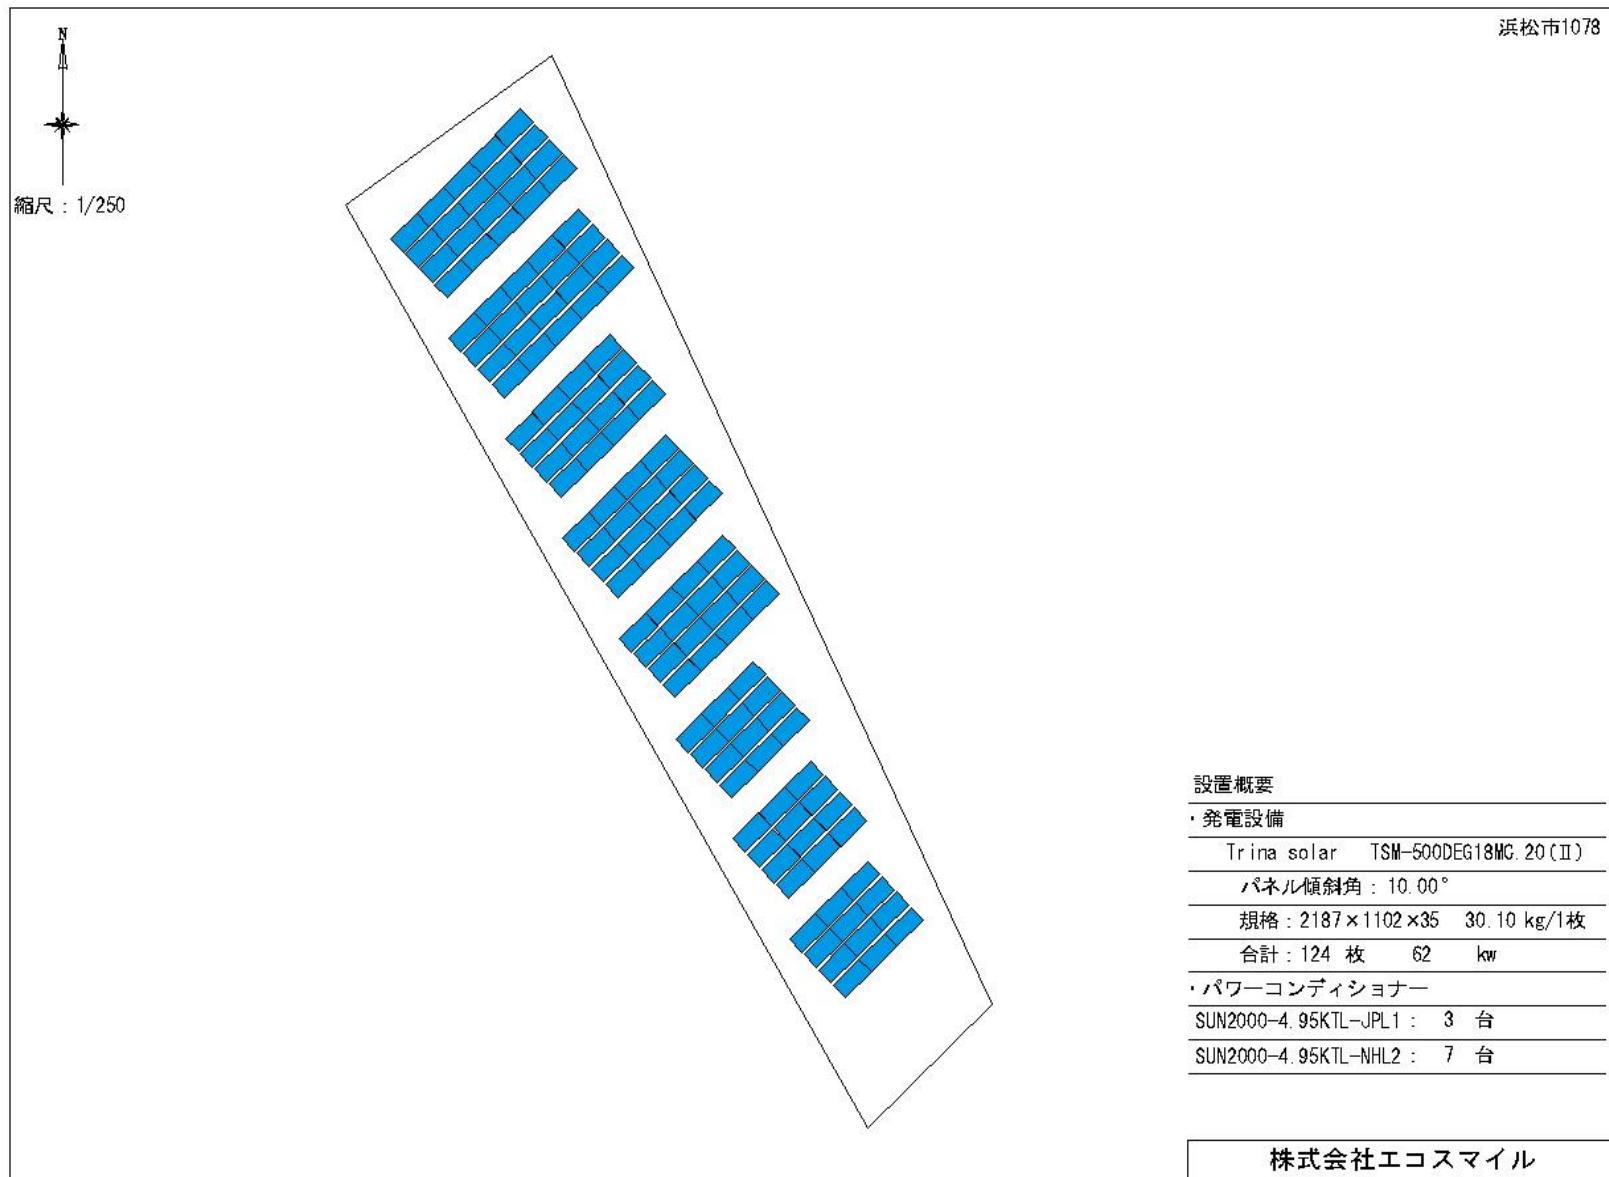 浜松市1078
N
縮尺：1/250
設置概要
・発電設備
Trina solar TSM-500DEG18MC.20(Ⅱ)
パネル傾斜角：10.00°
規格：2187×1102×35 30.10 kg/1枚
合計：124 枚 62 kw
・パワーコンディショナー
SUN2000-4.95KTL-JPL1： 3 台
SUN2000-4.95KTL-NHL2： 7 台
株式会社エコスマイル